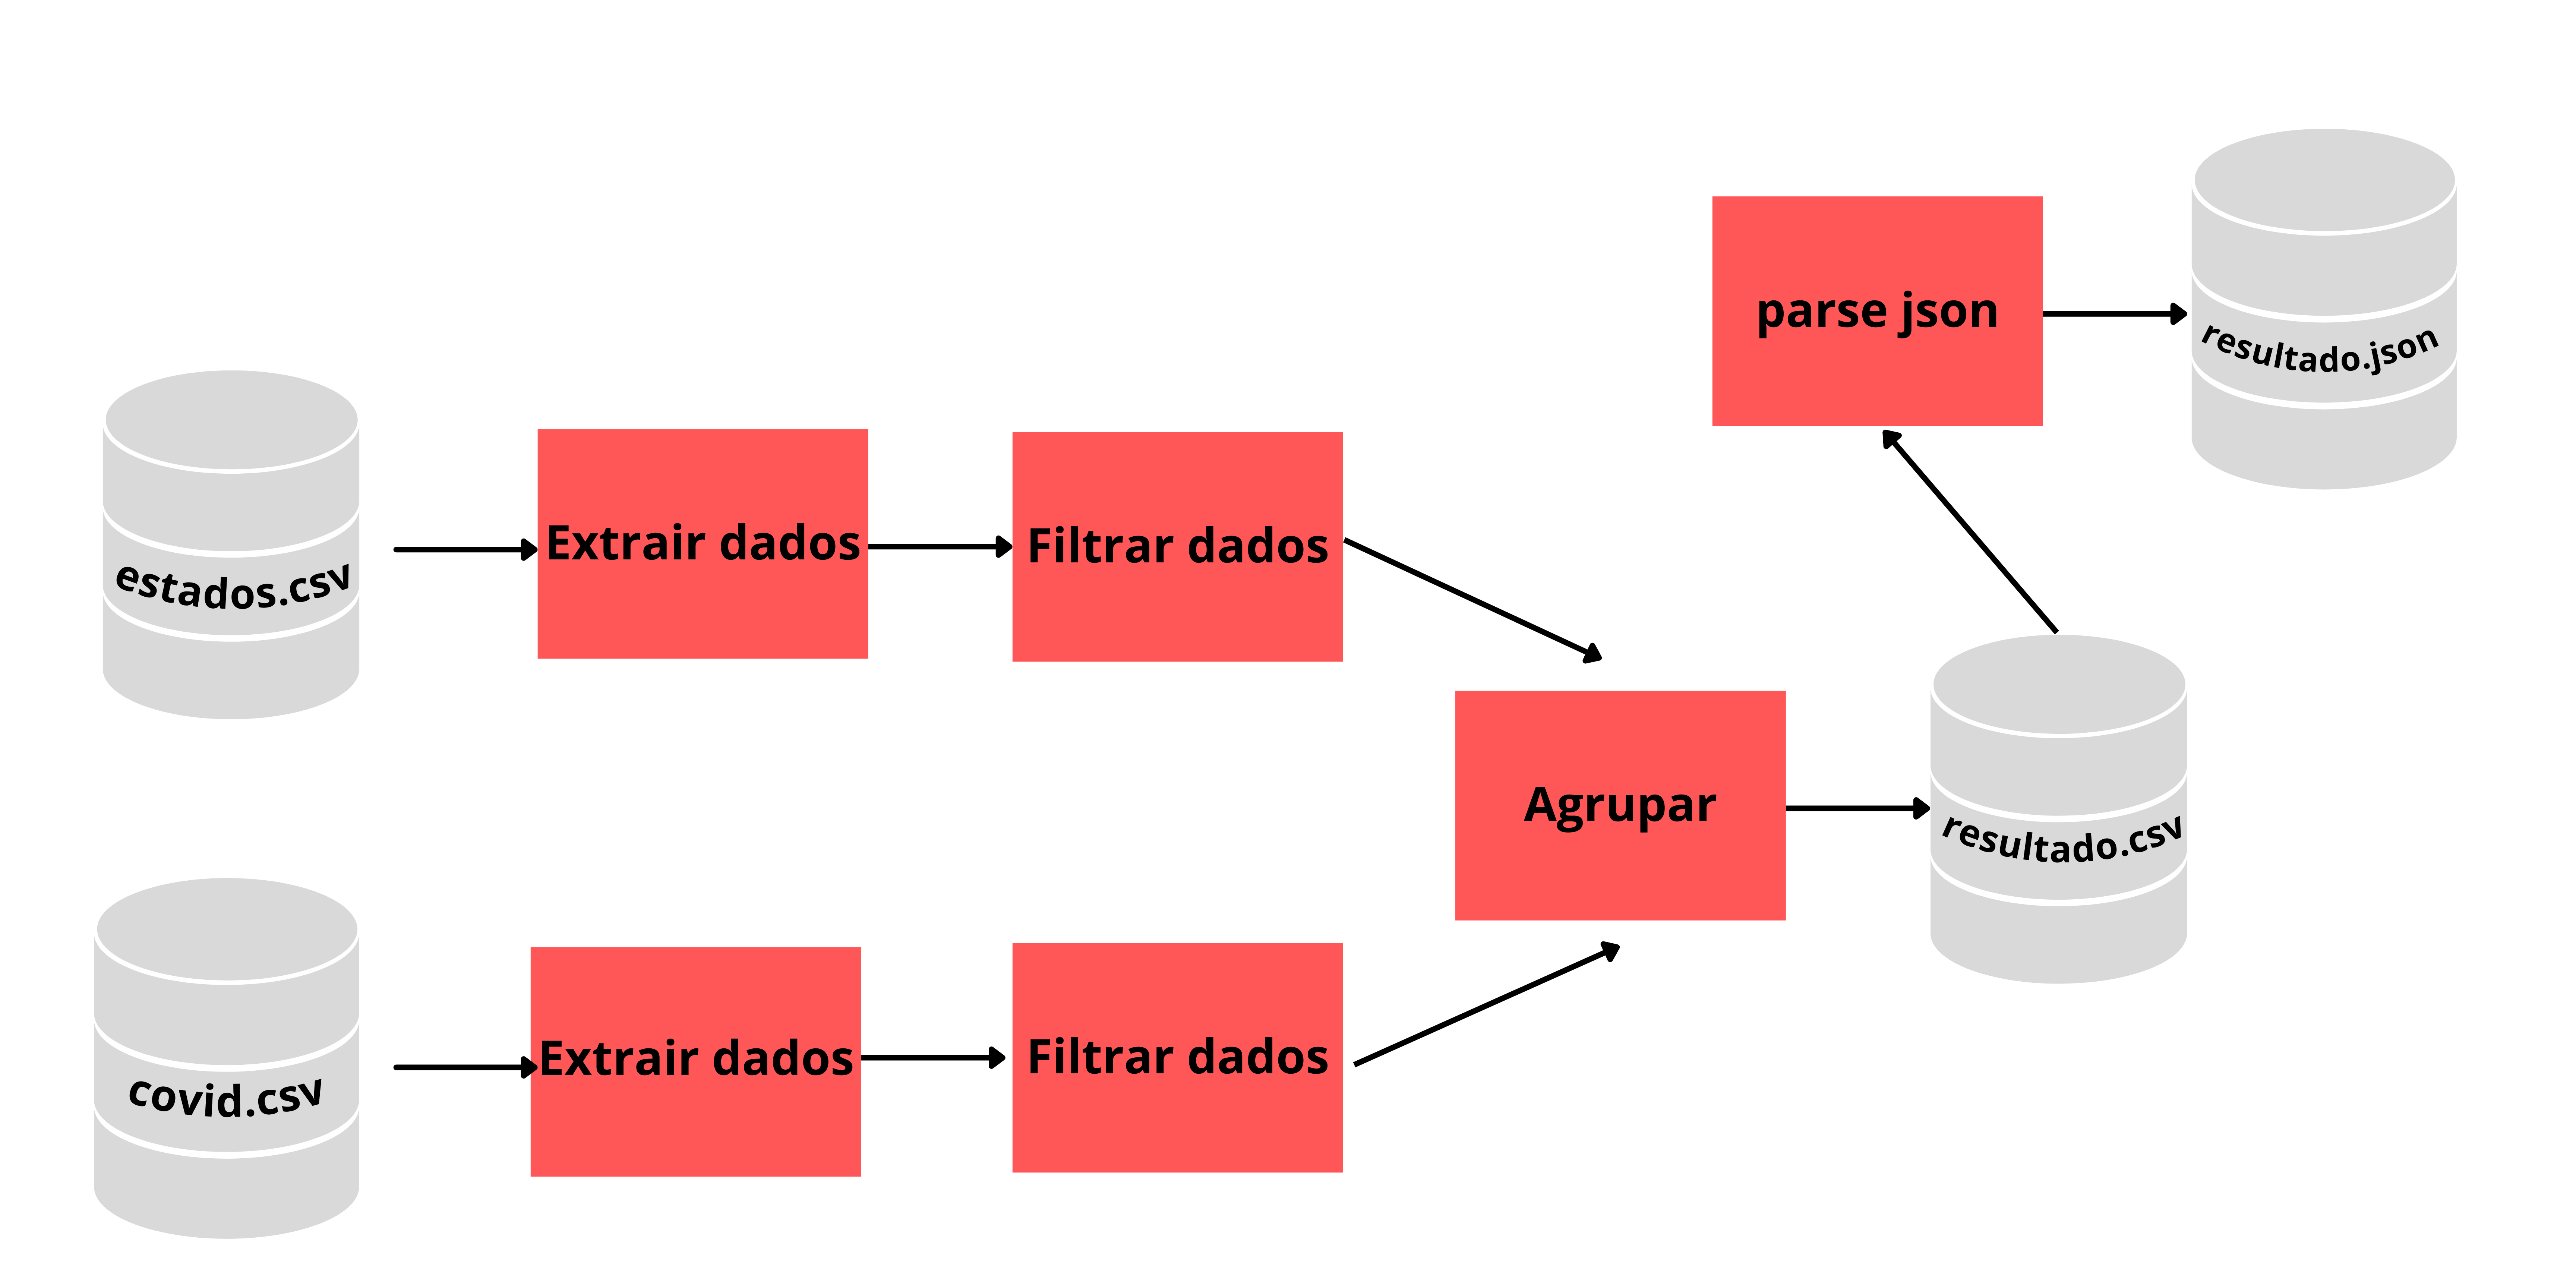 estados.csv
Extrair dados
Filtrar dados
covid.csv
Extrair dados
Filtrar dados
Agrupar
resultado.csv
parse json
resultado.json